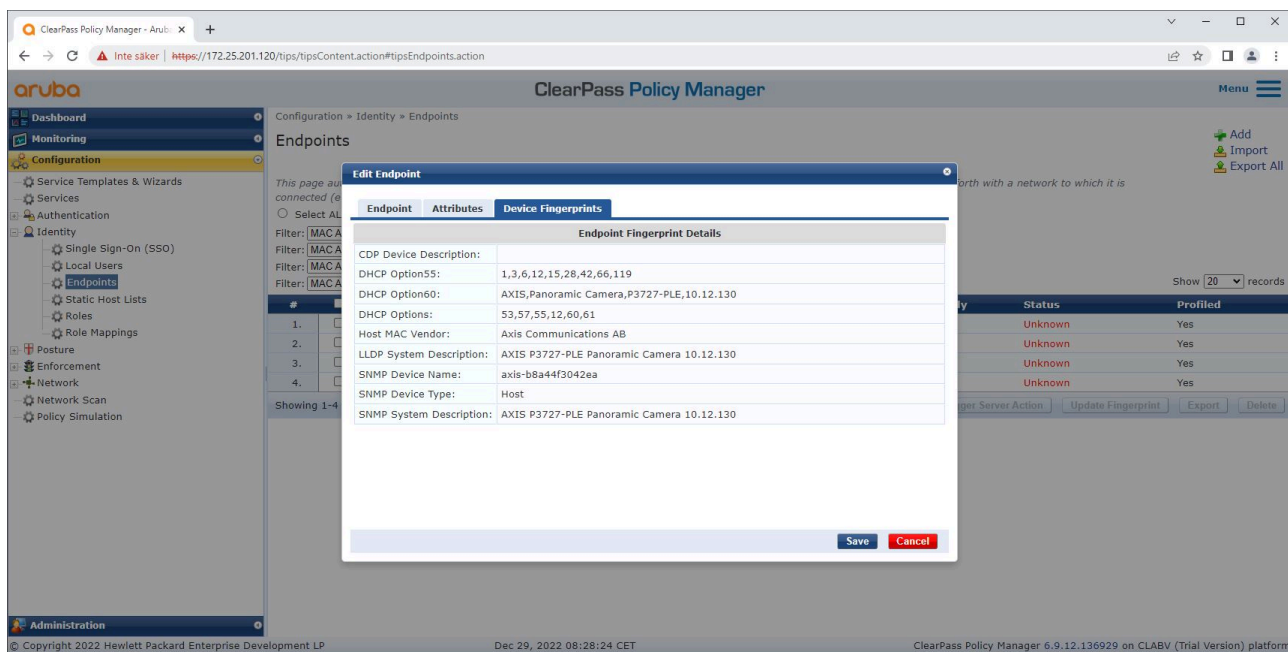 ClearPass Policy Manager - Arub
Inte säker | https://172.25.201.120/tips/tipsContent.action#tipsEndpoints.action
aruba
ClearPass Policy Manager
Menu
Dashboard
Monitoring
Configuration
Service Templates & Wizards
Services
Authentication
Identity
Single Sign-On (SSO)
Local Users
Endpoints
Static Host Lists
Roles
Role Mappings
Posture
Enforcement
Network
Network Scan
Policy Simulation
Administration
Configuration » Identity » Endpoints
Endpoints
Add
Import
Export All
This page au
orth with a network to which it is
connected (e
Select AL
Filter: MAC A
Filter: MAC A
Filter: MAC A
Filter: MAC A
Show 20 records
# Status Profiled
1. Unknown Yes
2. Unknown Yes
3. Unknown Yes
4. Unknown Yes
Showing 1-4
ger Server Action Update Fingerprint Export Delete
Edit Endpoint
Endpoint Attributes Device Fingerprints
Endpoint Fingerprint Details
CDP Device Description:
DHCP Option55: 1,3,6,12,15,28,42,66,119
DHCP Option60: AXIS,Panoramic Camera,P3727-PLE,10.12.130
DHCP Options: 53,57,55,12,60,61
Host MAC Vendor: Axis Communications AB
LLDP System Description: AXIS P3727-PLE Panoramic Camera 10.12.130
SNMP Device Name: axis-b8a44f3042ea
SNMP Device Type: Host
SNMP System Description: AXIS P3727-PLE Panoramic Camera 10.12.130
Save Cancel
© Copyright 2022 Hewlett Packard Enterprise Development LP Dec 29, 2022 08:28:24 CET ClearPass Policy Manager 6.9.12.136929 on CLABV (Trial Version) platform